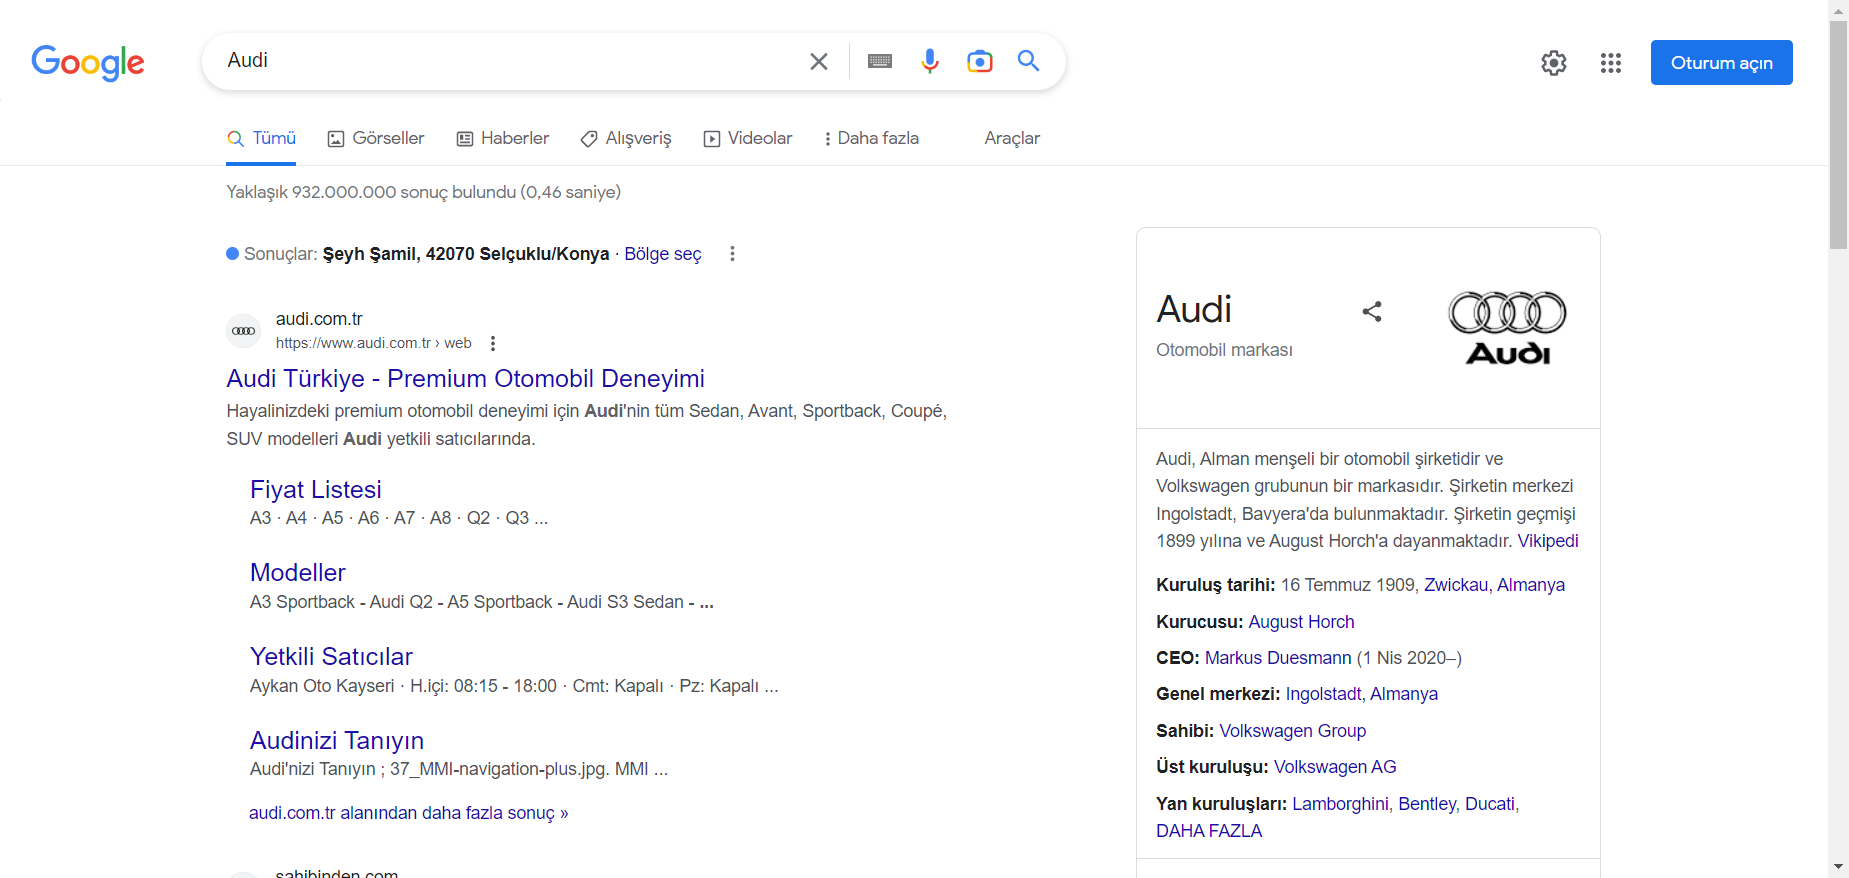 Google
Audi
Oturum açın
Tümü
Görseller
Haberler
Alışveriş
Videolar
Daha fazla
Araçlar
Yaklaşık 932.000.000 sonuç bulundu (0,46 saniye)
Sonuçlar: Şeyh Şamil, 42070 Selçuklu/Konya · Bölge seç
audi.com.tr
https://www.audi.com.tr › web
Audi Türkiye - Premium Otomobil Deneyimi
Hayalinizdeki premium otomobil deneyimi için Audi'nin tüm Sedan, Avant, Sportback, Coupé,
SUV modelleri Audi yetkili satıcılarında.
Fiyat Listesi
A3 · A4 · A5 · A6 · A7 · A8 · Q2 · Q3 ...
Modeller
A3 Sportback - Audi Q2 - A5 Sportback - Audi S3 Sedan - ...
Yetkili Satıcılar
Aykan Oto Kayseri · H.içi: 08:15 - 18:00 · Cmt: Kapalı · Pz: Kapalı ...
Audinizi Tanıyın
Audi'nizi Tanıyın ; 37_MMI-navigation-plus.jpg. MMI ...
audi.com.tr alanından daha fazla sonuç »
sahibinden.com
Audi
Otomobil markası
Audi
Audi, Alman menşeli bir otomobil şirketidir ve
Volkswagen grubunun bir markasıdır. Şirketin merkezi
Ingolstadt, Bavyera'da bulunmaktadır. Şirketin geçmişi
1899 yılına ve August Horch'a dayanmaktadır. Vikipedi
Kuruluş tarihi: 16 Temmuz 1909, Zwickau, Almanya
Kurucusu: August Horch
CEO: Markus Duesmann (1 Nis 2020–)
Genel merkezi: Ingolstadt, Almanya
Sahibi: Volkswagen Group
Üst kuruluşu: Volkswagen AG
Yan kuruluşları: Lamborghini, Bentley, Ducati,
DAHA FAZLA